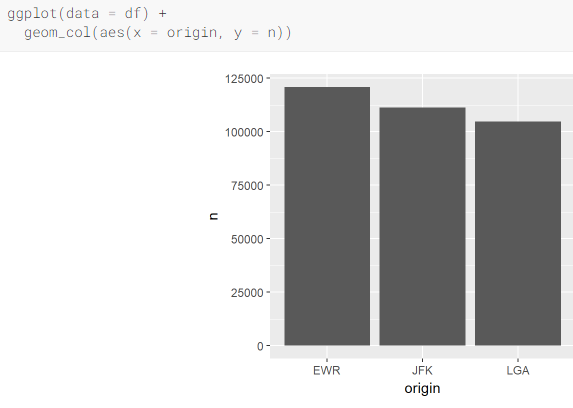 ggplot(data = df) +
  geom_col(aes(x = origin, y = n))
125000
100000
75000
50000
25000
0
n
EWR JFK LGA
origin